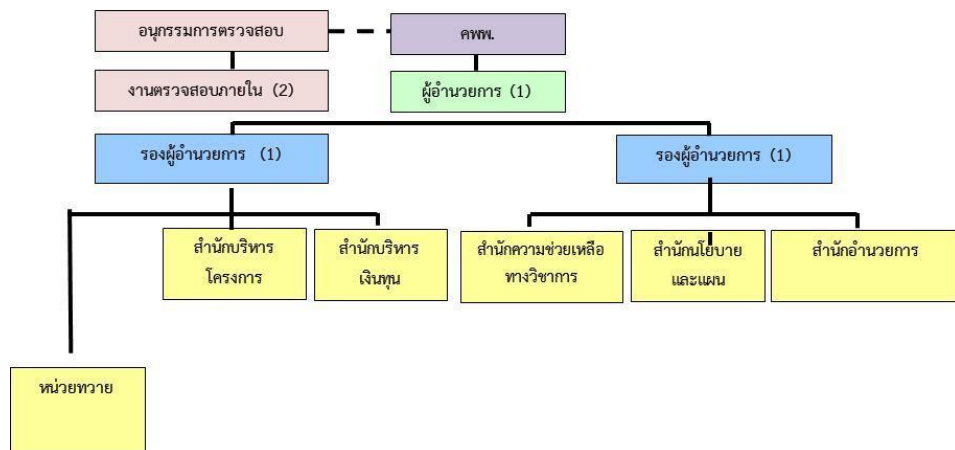 อนุกรรมการตรวจสอบ
คพพ.
งานตรวจสอบภายใน (2)
ผู้อำนวยการ (1)
รองผู้อำนวยการ (1)
รองผู้อำนวยการ (1)
สำนักบริหาร
โครงการ
สำนักบริหาร
เงินทุน
สำนักความช่วยเหลือ
ทางวิชาการ
สำนักนโยบาย
และแผน
สำนักอำนวยการ
หน่วยทวาย